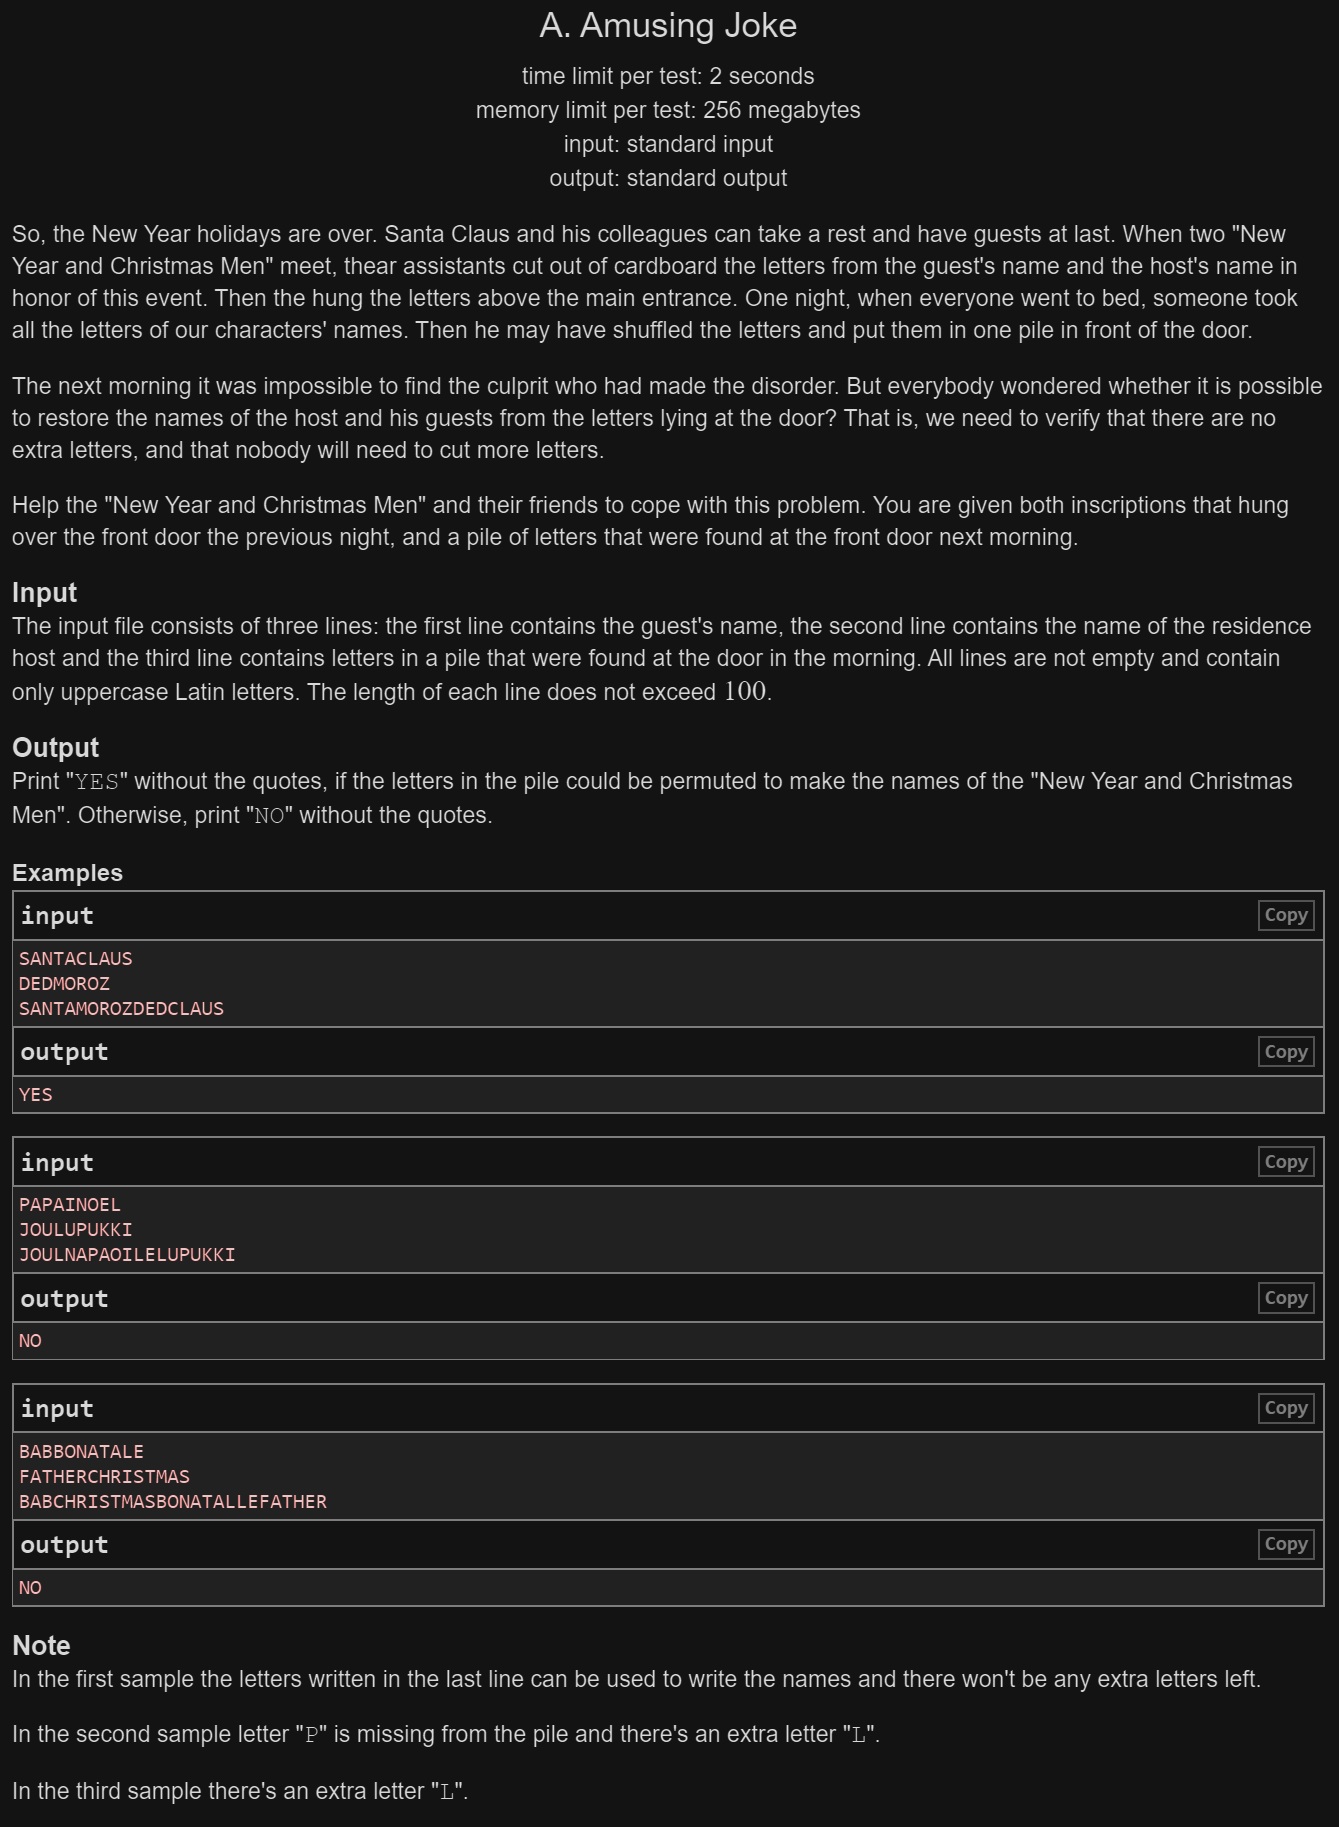 A. Amusing Joke
time limit per test: 2 seconds
memory limit per test: 256 megabytes
input: standard input
output: standard output
So, the New Year holidays are over. Santa Claus and his colleagues can take a rest and have guests at last. When two "New
Year and Christmas Men" meet, thear assistants cut out of cardboard the letters from the guest's name and the host's name in
honor of this event. Then the hung the letters above the main entrance. One night, when everyone went to bed, someone took
all the letters of our characters' names. Then he may have shuffled the letters and put them in one pile in front of the door.
The next morning it was impossible to find the culprit who had made the disorder. But everybody wondered whether it is possible
to restore the names of the host and his guests from the letters lying at the door? That is, we need to verify that there are no
extra letters, and that nobody will need to cut more letters.
Help the "New Year and Christmas Men" and their friends to cope with this problem. You are given both inscriptions that hung
over the front door the previous night, and a pile of letters that were found at the front door next morning.
Input
The input file consists of three lines: the first line contains the guest's name, the second line contains the name of the residence
host and the third line contains letters in a pile that were found at the door in the morning. All lines are not empty and contain
only uppercase Latin letters. The length of each line does not exceed 100.
Output
Print "YES" without the quotes, if the letters in the pile could be permuted to make the names of the "New Year and Christmas
Men". Otherwise, print "NO" without the quotes.
Examples
input Copy
SANTACLAUS
DEDMOROZ
SANTAMOROZDEDCLAUS
output Copy
YES
input Copy
PAPAINOEL
JOULUPUKKI
JOULNAPAOILELUPUKKI
output Copy
NO
input Copy
BABBONATALE
FATHERCHRISTMAS
BABCHRISTMASBONATALLEFATHER
output Copy
NO
Note
In the first sample the letters written in the last line can be used to write the names and there won't be any extra letters left.
In the second sample letter "P" is missing from the pile and there's an extra letter "L".
In the third sample there's an extra letter "L".